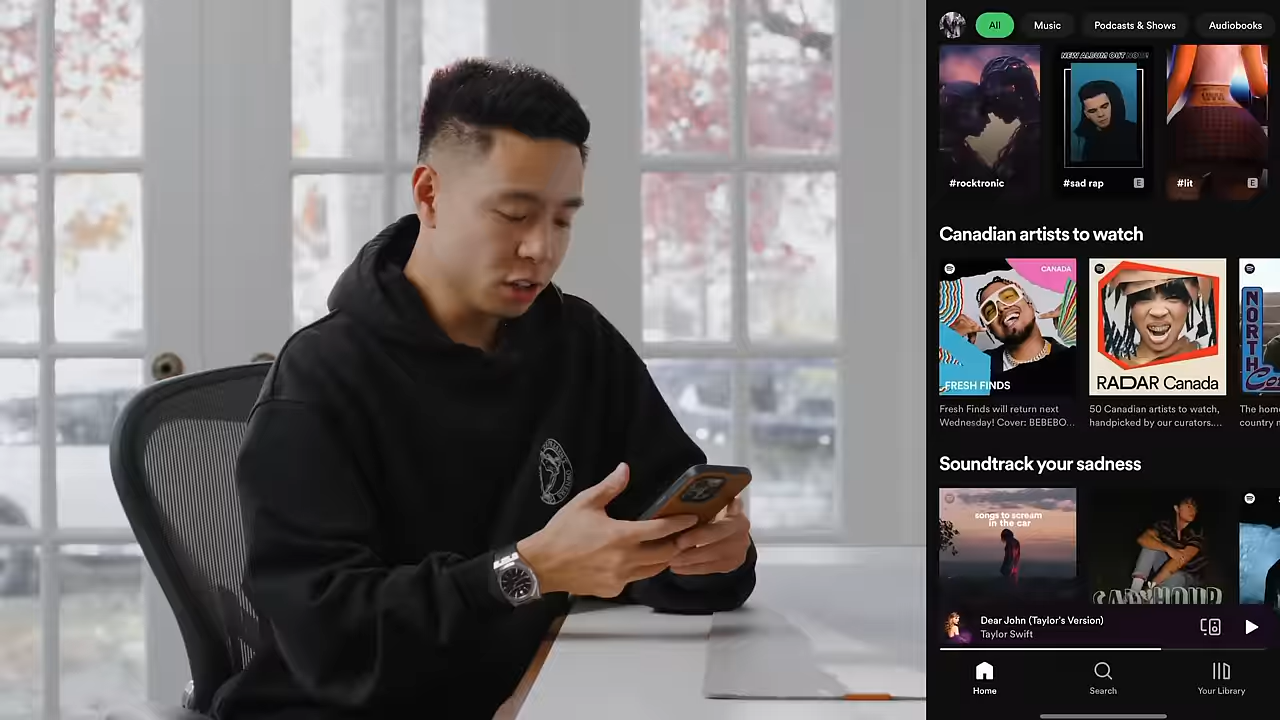 All
Music
Podcasts & Shows
Audiobooks
NEW ALBUM OUT NOW!
#rocktronic
#sad rap
E
#lit
E
Canadian artists to watch
CANADA
FRESH FINDS
RADAR Canada
NORTH
Fresh Finds will return next
Wednesday! Cover: BEBEBO...
50 Canadian artists to watch,
handpicked by our curators....
The hom
country m
Soundtrack your sadness
songs to scream
in the car
Dear John (Taylor's Version)
Taylor Swift
Home
Search
Your Library